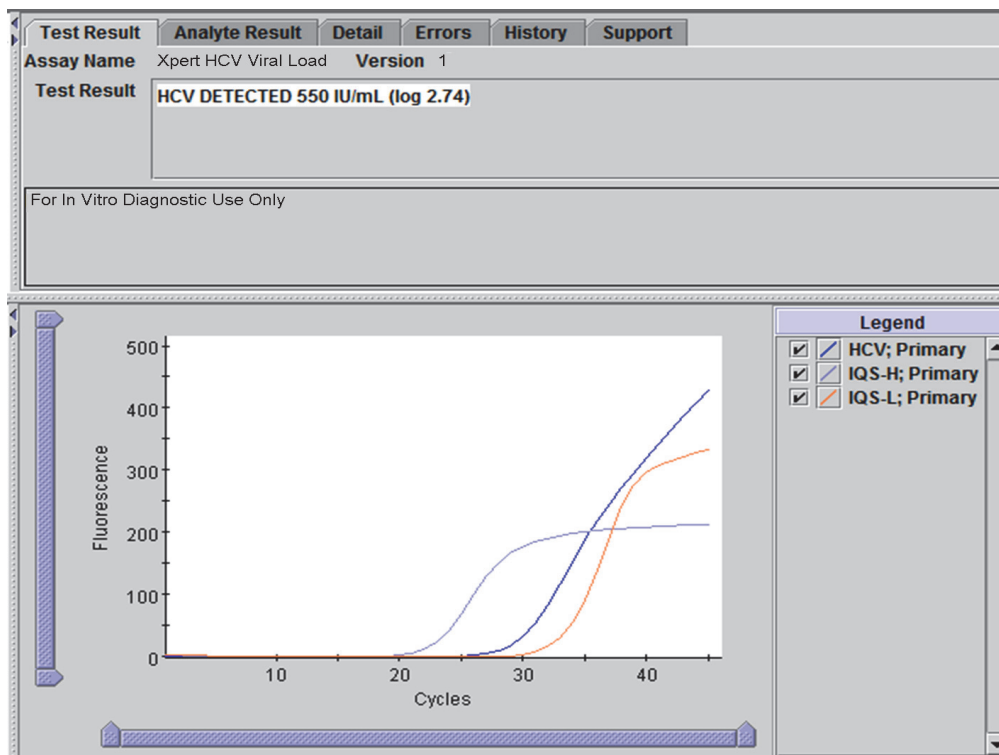 Test Result Analyte Result Detail Errors History Support
Assay Name Xpert HCV Viral Load Version 1
Test Result HCV DETECTED 550 IU/mL (log 2.74)
For In Vitro Diagnostic Use Only
Legend
HCV; Primary
IQS-H; Primary
IQS-L; Primary
500
400
300
200
100
0
Fluorescence
10 20 30 40
Cycles